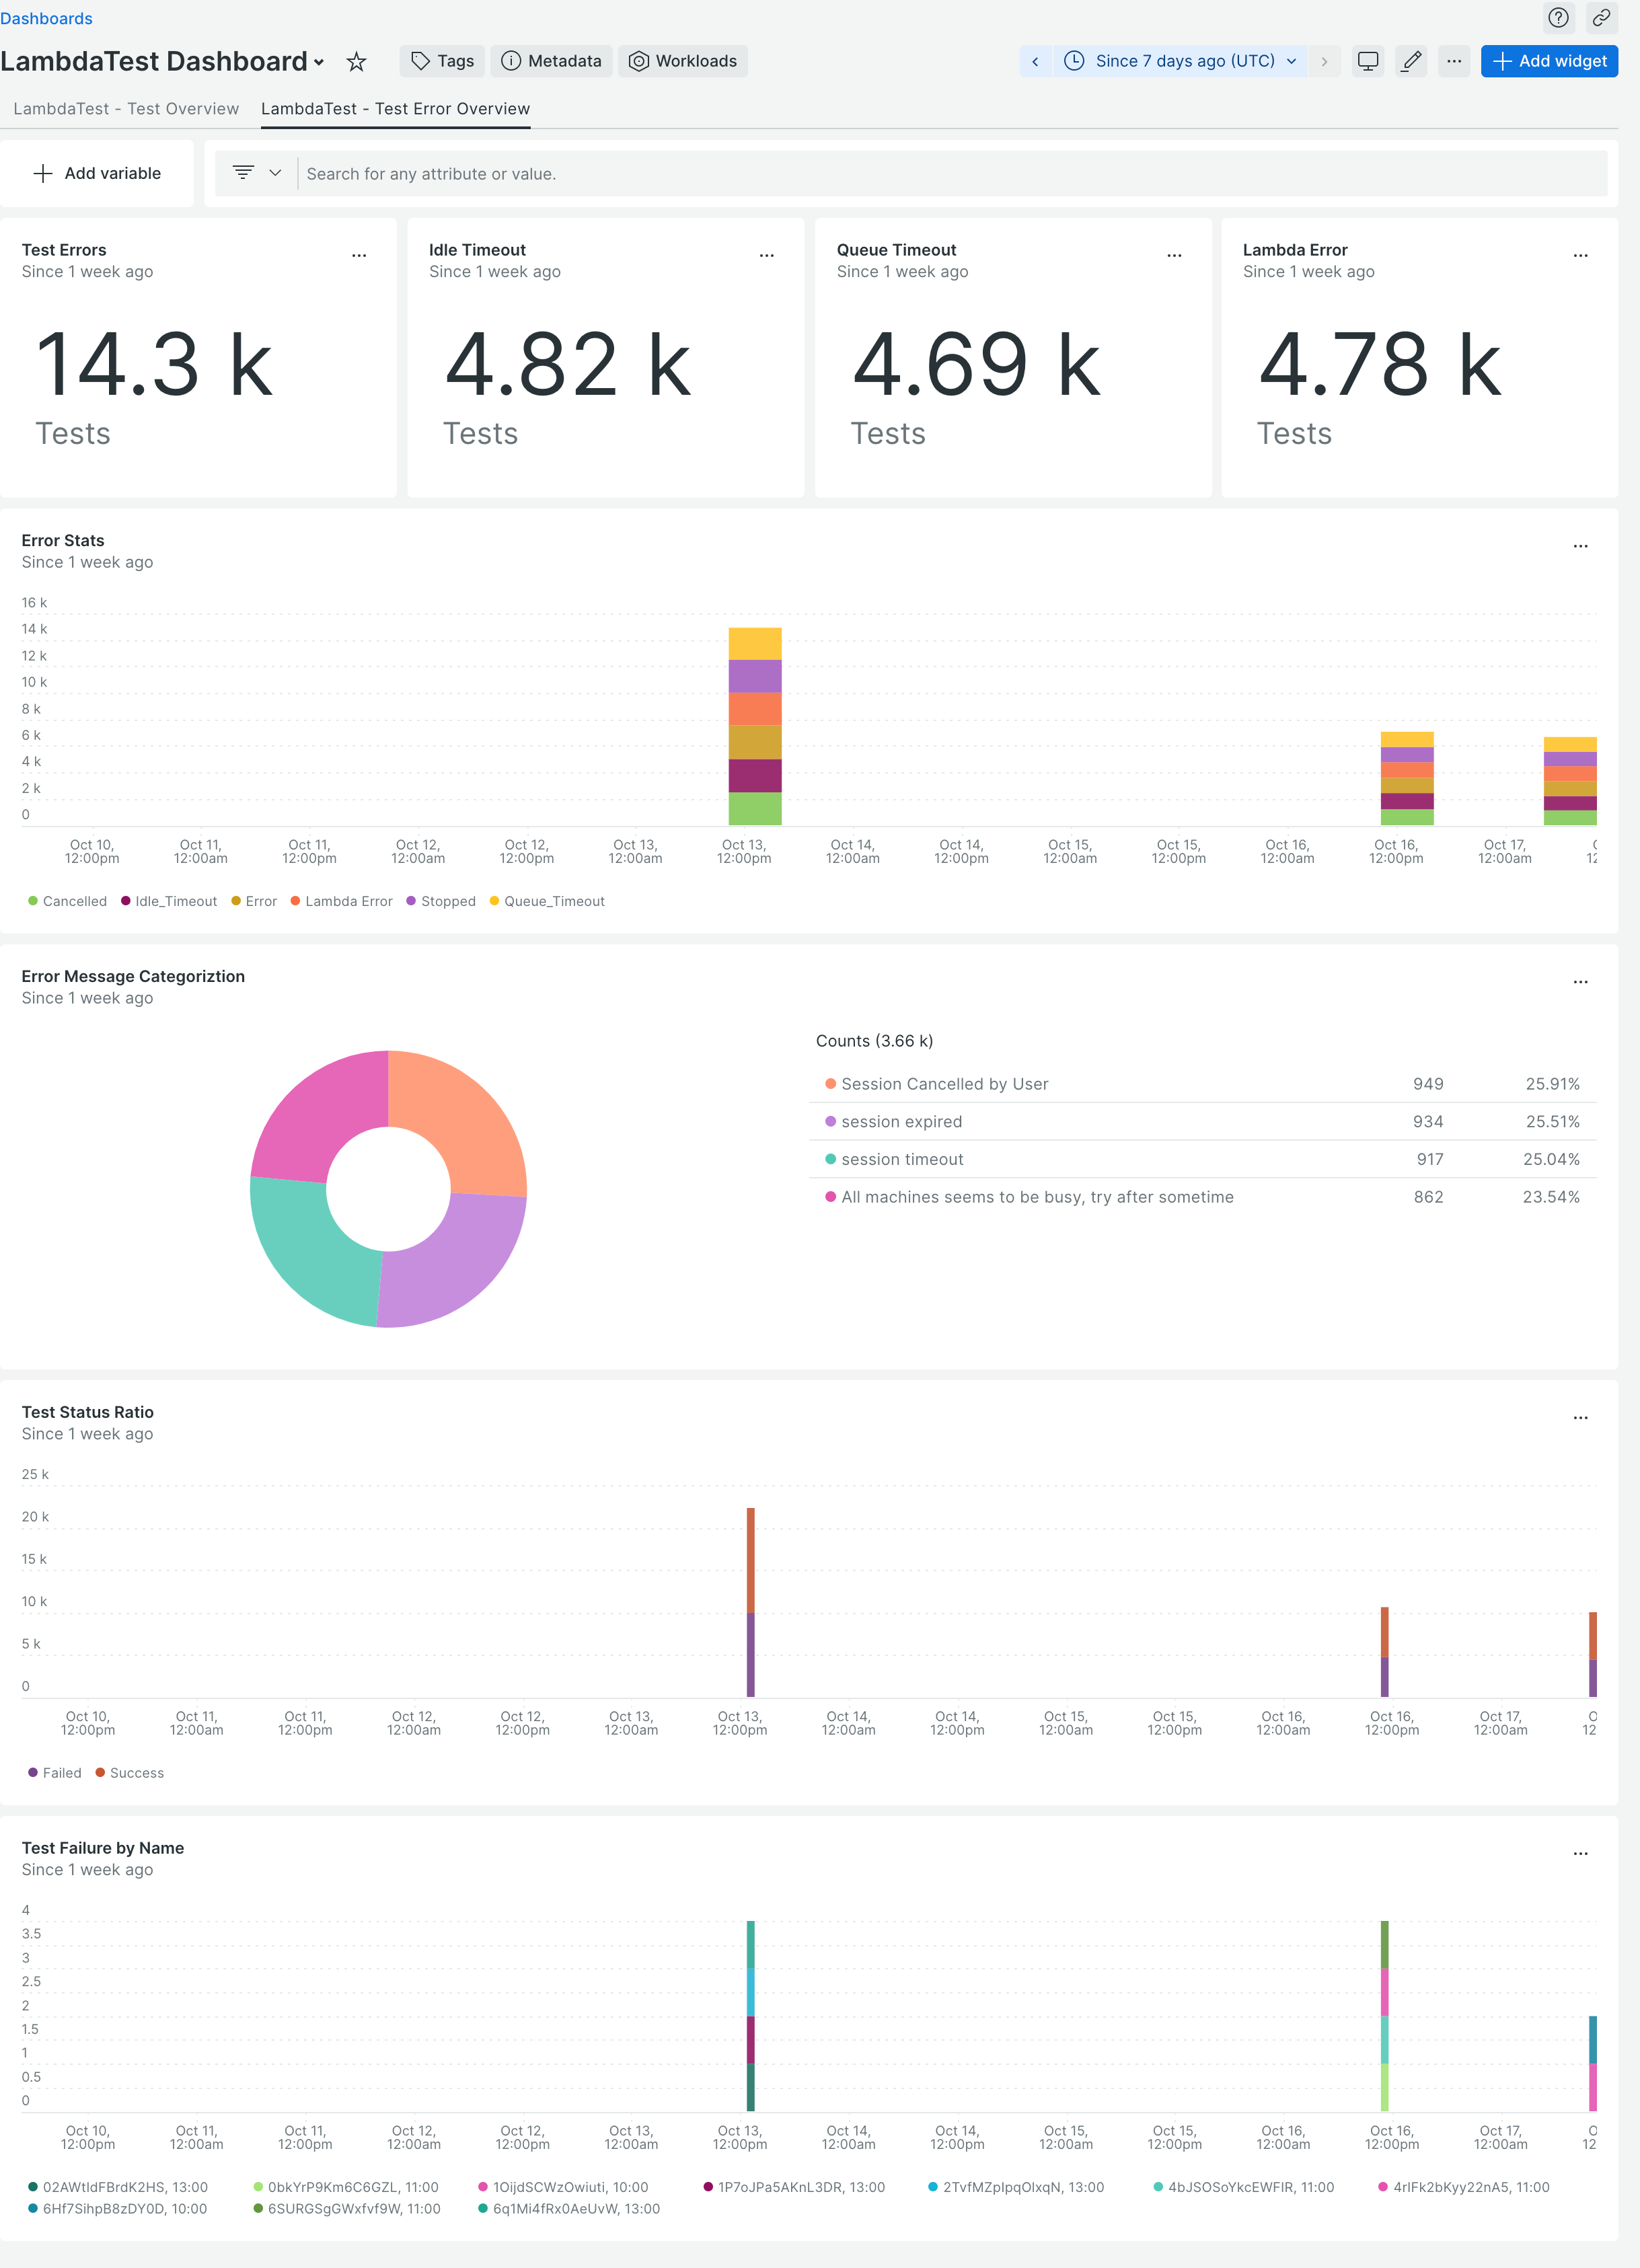 Dashboards
LambdaTest Dashboard
Tags
Metadata
Workloads
Since 7 days ago (UTC)
Add widget
LambdaTest - Test Overview
LambdaTest - Test Error Overview
Add variable
Search for any attribute or value.
Test Errors
Since 1 week ago
14.3 k
Tests
Idle Timeout
Since 1 week ago
4.82 k
Tests
Queue Timeout
Since 1 week ago
4.69 k
Tests
Lambda Error
Since 1 week ago
4.78 k
Tests
Error Stats
Since 1 week ago
16 k
14 k
12 k
10 k
8 k
6 k
4 k
2 k
0
Oct 10,
12:00pm
Oct 11,
12:00am
Oct 11,
12:00pm
Oct 12,
12:00am
Oct 12,
12:00pm
Oct 13,
12:00am
Oct 13,
12:00pm
Oct 14,
12:00am
Oct 14,
12:00pm
Oct 15,
12:00am
Oct 15,
12:00pm
Oct 16,
12:00am
Oct 16,
12:00pm
Oct 17,
12:00am
Cancelled
Idle_Timeout
Error
Lambda Error
Stopped
Queue_Timeout
Error Message Categoriztion
Since 1 week ago
Counts (3.66 k)
Session Cancelled by User 949 25.91%
session expired 934 25.51%
session timeout 917 25.04%
All machines seems to be busy, try after sometime 862 23.54%
Test Status Ratio
Since 1 week ago
25 k
20 k
15 k
10 k
5 k
0
Oct 10,
12:00pm
Oct 11,
12:00am
Oct 11,
12:00pm
Oct 12,
12:00am
Oct 12,
12:00pm
Oct 13,
12:00am
Oct 13,
12:00pm
Oct 14,
12:00am
Oct 14,
12:00pm
Oct 15,
12:00am
Oct 15,
12:00pm
Oct 16,
12:00am
Oct 16,
12:00pm
Oct 17,
12:00am
O
12
Failed
Success
Test Failure by Name
Since 1 week ago
4
3.5
3
2.5
2
1.5
1
0.5
0
Oct 10,
12:00pm
Oct 11,
12:00am
Oct 11,
12:00pm
Oct 12,
12:00am
Oct 12,
12:00pm
Oct 13,
12:00am
Oct 13,
12:00pm
Oct 14,
12:00am
Oct 14,
12:00pm
Oct 15,
12:00am
Oct 15,
12:00pm
Oct 16,
12:00am
Oct 16,
12:00pm
Oct 17,
12:00am
O
12
02AWtIdFBrdK2HS, 13:00
0bkYrP9Km6C6GZL, 11:00
1OijdSCWzOwiuti, 10:00
1P7oJPa5AKnL3DR, 13:00
2TvfMZpIpqOlxqN, 13:00
4bJSOSoYkcEWFIR, 11:00
4rIFk2bKyy22nA5, 11:00
6Hf7SihpB8zDY0D, 10:00
6SURGSgGWxfvf9W, 11:00
6q1Mi4fRx0AeUvW, 13:00